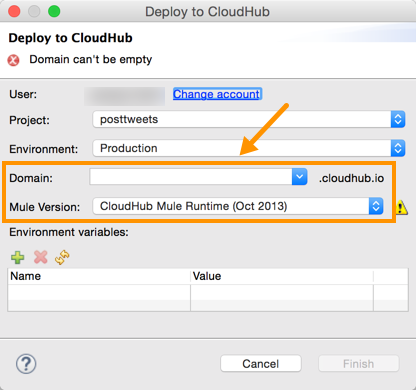 Deploy to CloudHub
Deploy to CloudHub
Domain can't be empty
User: Change account
Project: posttweets
Environment: Production
Domain: .cloudhub.io
Mule Version: CloudHub Mule Runtime (Oct 2013)
Environment variables:
Name Value
? Cancel Finish